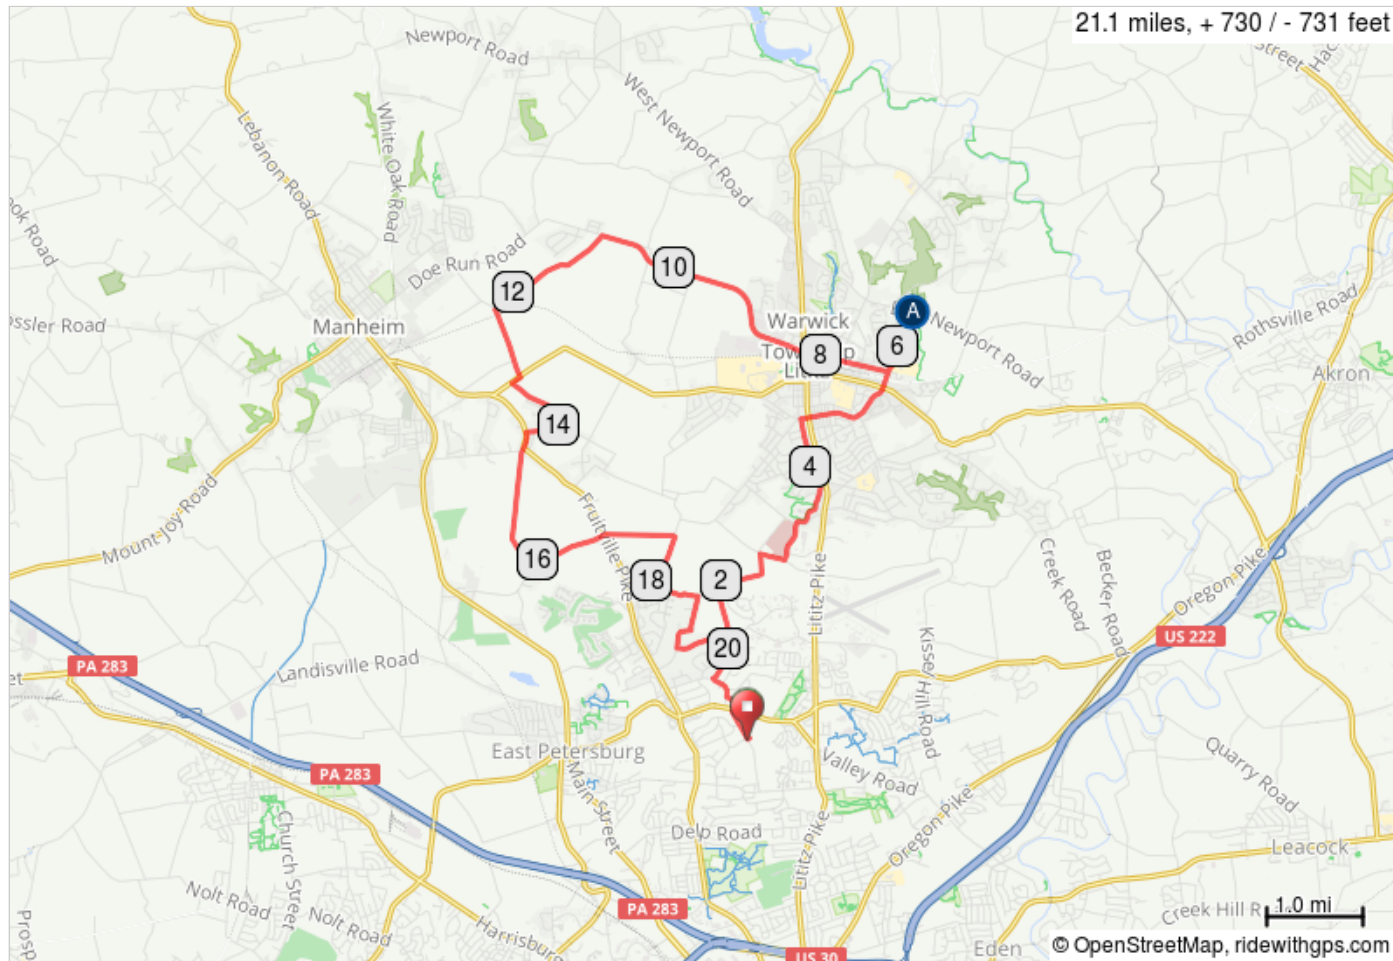 21.1 miles, + 730 / - 731 feet
Newport Road
Street
West Newport Road
White Oak Road
Lebanon Road
Road
Doe Run Road
10
12
A
Newport Road
Rothsville Road
ossler Road
Manheim
Warwick
6
8
Akron
14
4
Mount Joy Road
Fruitville Pike
Creek Road
Becker Road
Oregon Pike
16
18
2
Lititz Pike
US 222
20
Kissel Hill Road
PA 283
Landisville Road
East Petersburg
Valley Road
Quarry Road
PA 283
Main Street
Church Street
Delp Road
Lititz Pike
Oregon Pike
Leacock
Nolt Road
Nolt Road
PA 283
Harrisburg
Creek Hill R
1.0 mi
Prosp
Eden
US 30
© OpenStreetMap, ridewithgps.com